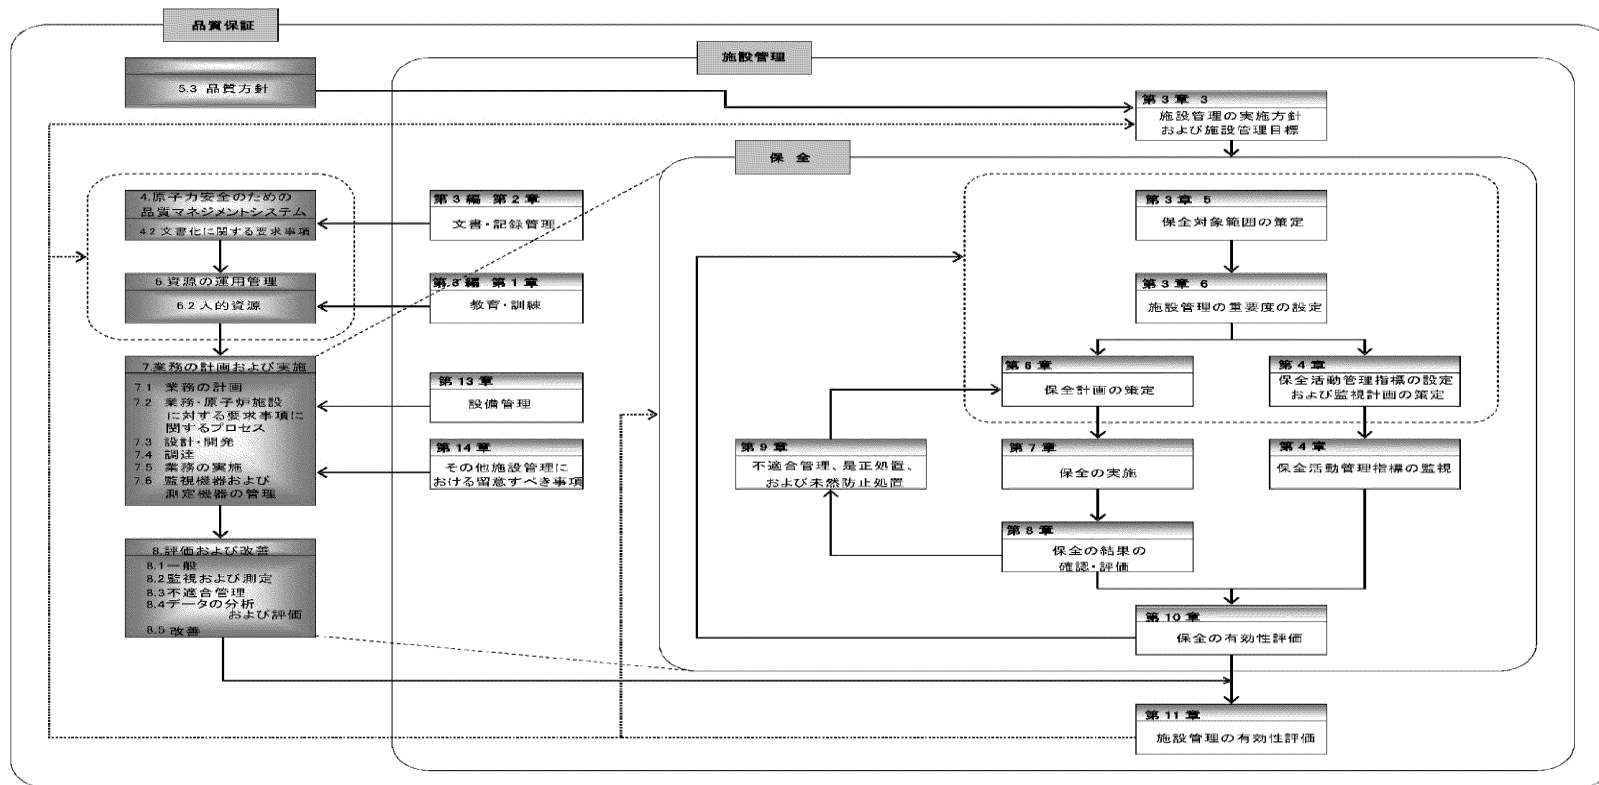 品質保証
施設管理
5.3 品質方針
第3章 3
施設管理の実施方針
および施設管理目標
保 全
4.原子力安全のための
品質マネジメントシステム
4.2 文書化に関する要求事項
第3編 第2章
文書・記録管理
第3章 5
保全対象範囲の策定
6.資源の運用管理
6.2 人的資源
第3編 第1章
教育・訓練
第3章 6
施設管理の重要度の設定
7.業務の計画および実施
7.1 業務の計画
7.2 業務・原子炉施設
に対する要求事項に
関するプロセス
7.3 設計・開発
7.4 調達
7.5 業務の実施
7.6 監視機器および
測定機器の管理
第13章
設備管理
第14章
その他施設管理に
おける留意すべき事項
第6章
保全計画の策定
第4章
保全活動管理指標の設定
および監視計画の策定
第9章
不適合管理、是正処置、
および未然防止処置
第7章
保全の実施
第4章
保全活動管理指標の監視
第8章
保全の結果の
確認・評価
8.評価および改善
8.1 一般
8.2 監視および測定
8.3 不適合管理
8.4 データの分析
および評価
8.5 改善
第10章
保全の有効性評価
第11章
施設管理の有効性評価